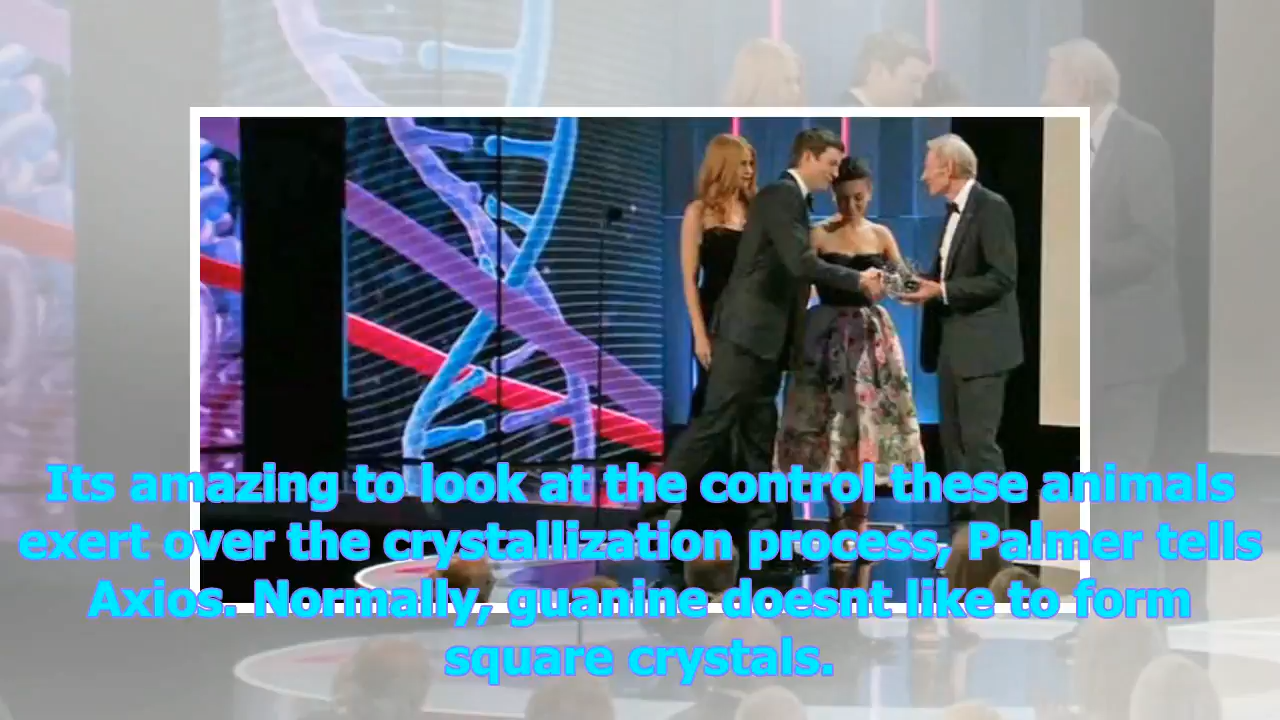 Its amazing to look at the control these animals
exert over the crystallization process, Palmer tells
Axios. Normally, guanine doesnt like to form
square crystals.